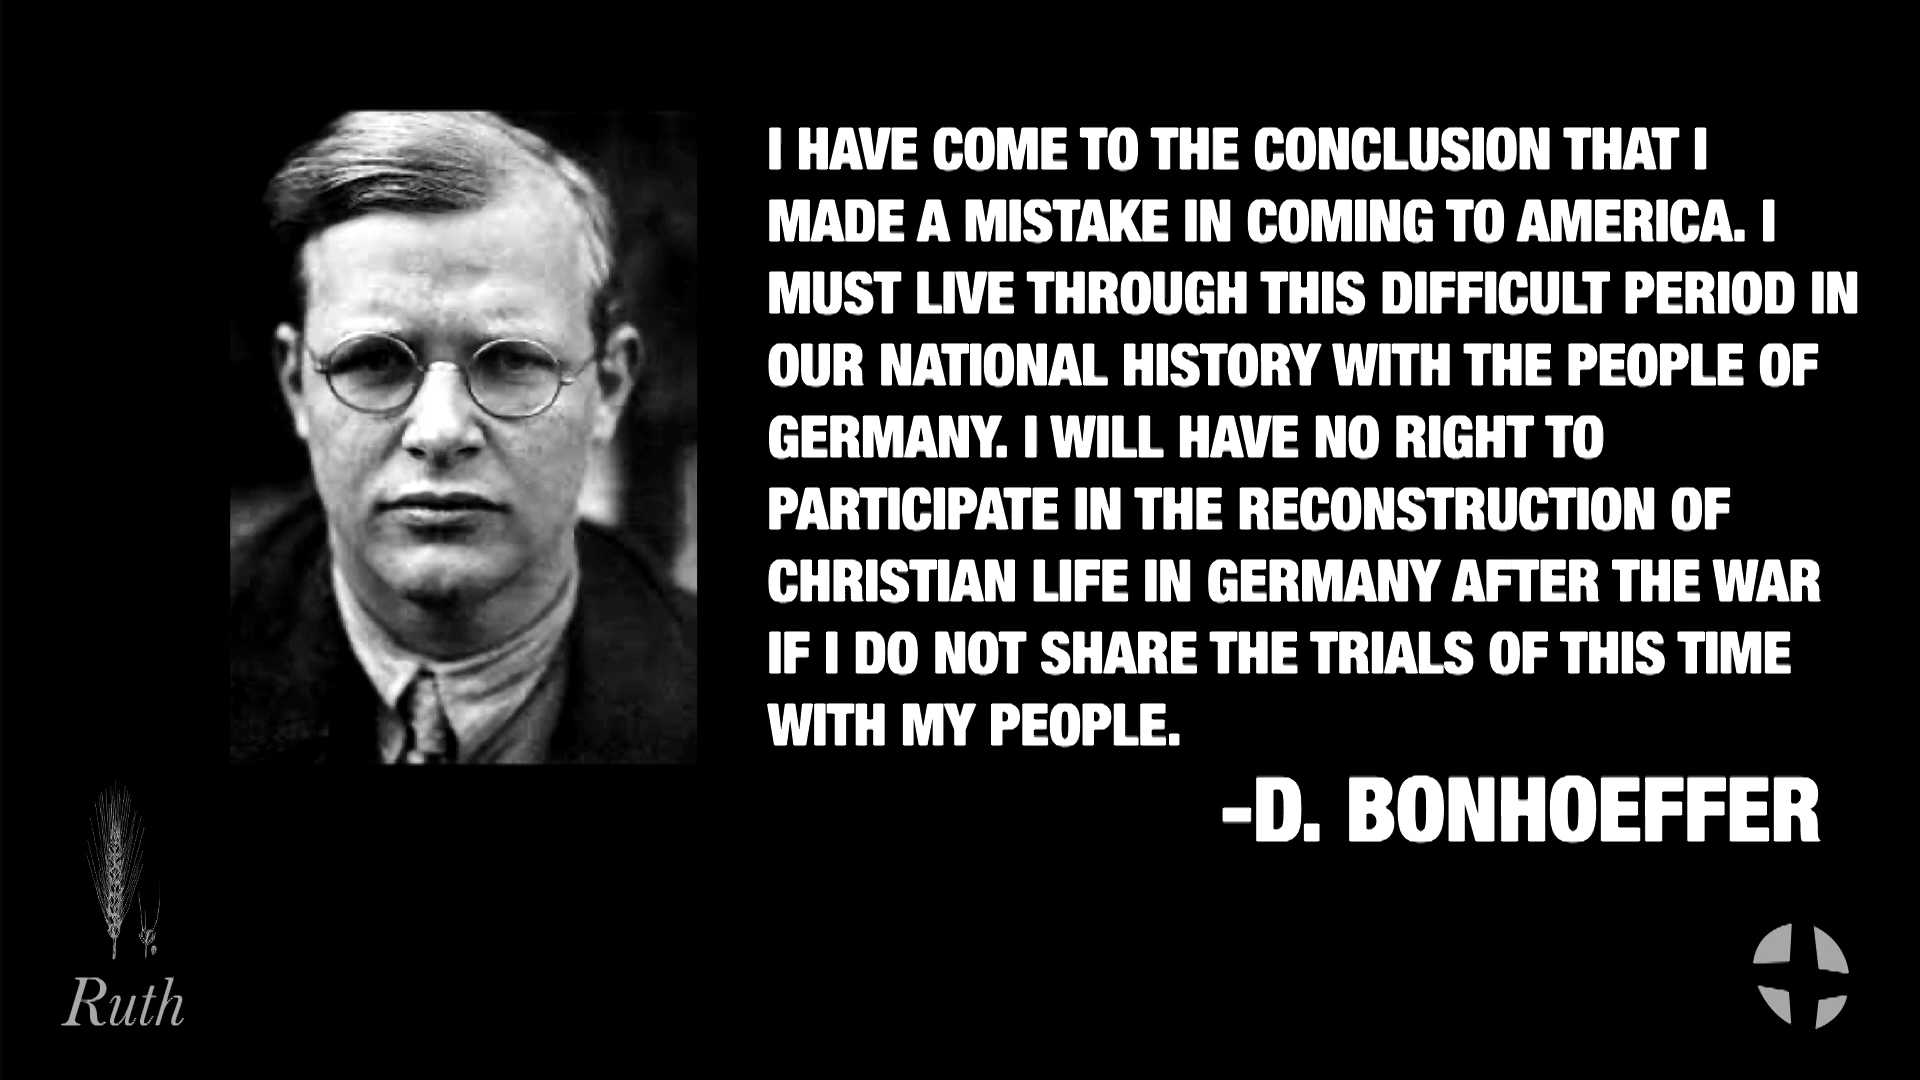 I HAVE COME TO THE CONCLUSION THAT I
MADE A MISTAKE IN COMING TO AMERICA. I
MUST LIVE THROUGH THIS DIFFICULT PERIOD IN
OUR NATIONAL HISTORY WITH THE PEOPLE OF
GERMANY. I WILL HAVE NO RIGHT TO
PARTICIPATE IN THE RECONSTRUCTION OF
CHRISTIAN LIFE IN GERMANY AFTER THE WAR
IF I DO NOT SHARE THE TRIALS OF THIS TIME
WITH MY PEOPLE.
-D. BONHOEFFER
Ruth